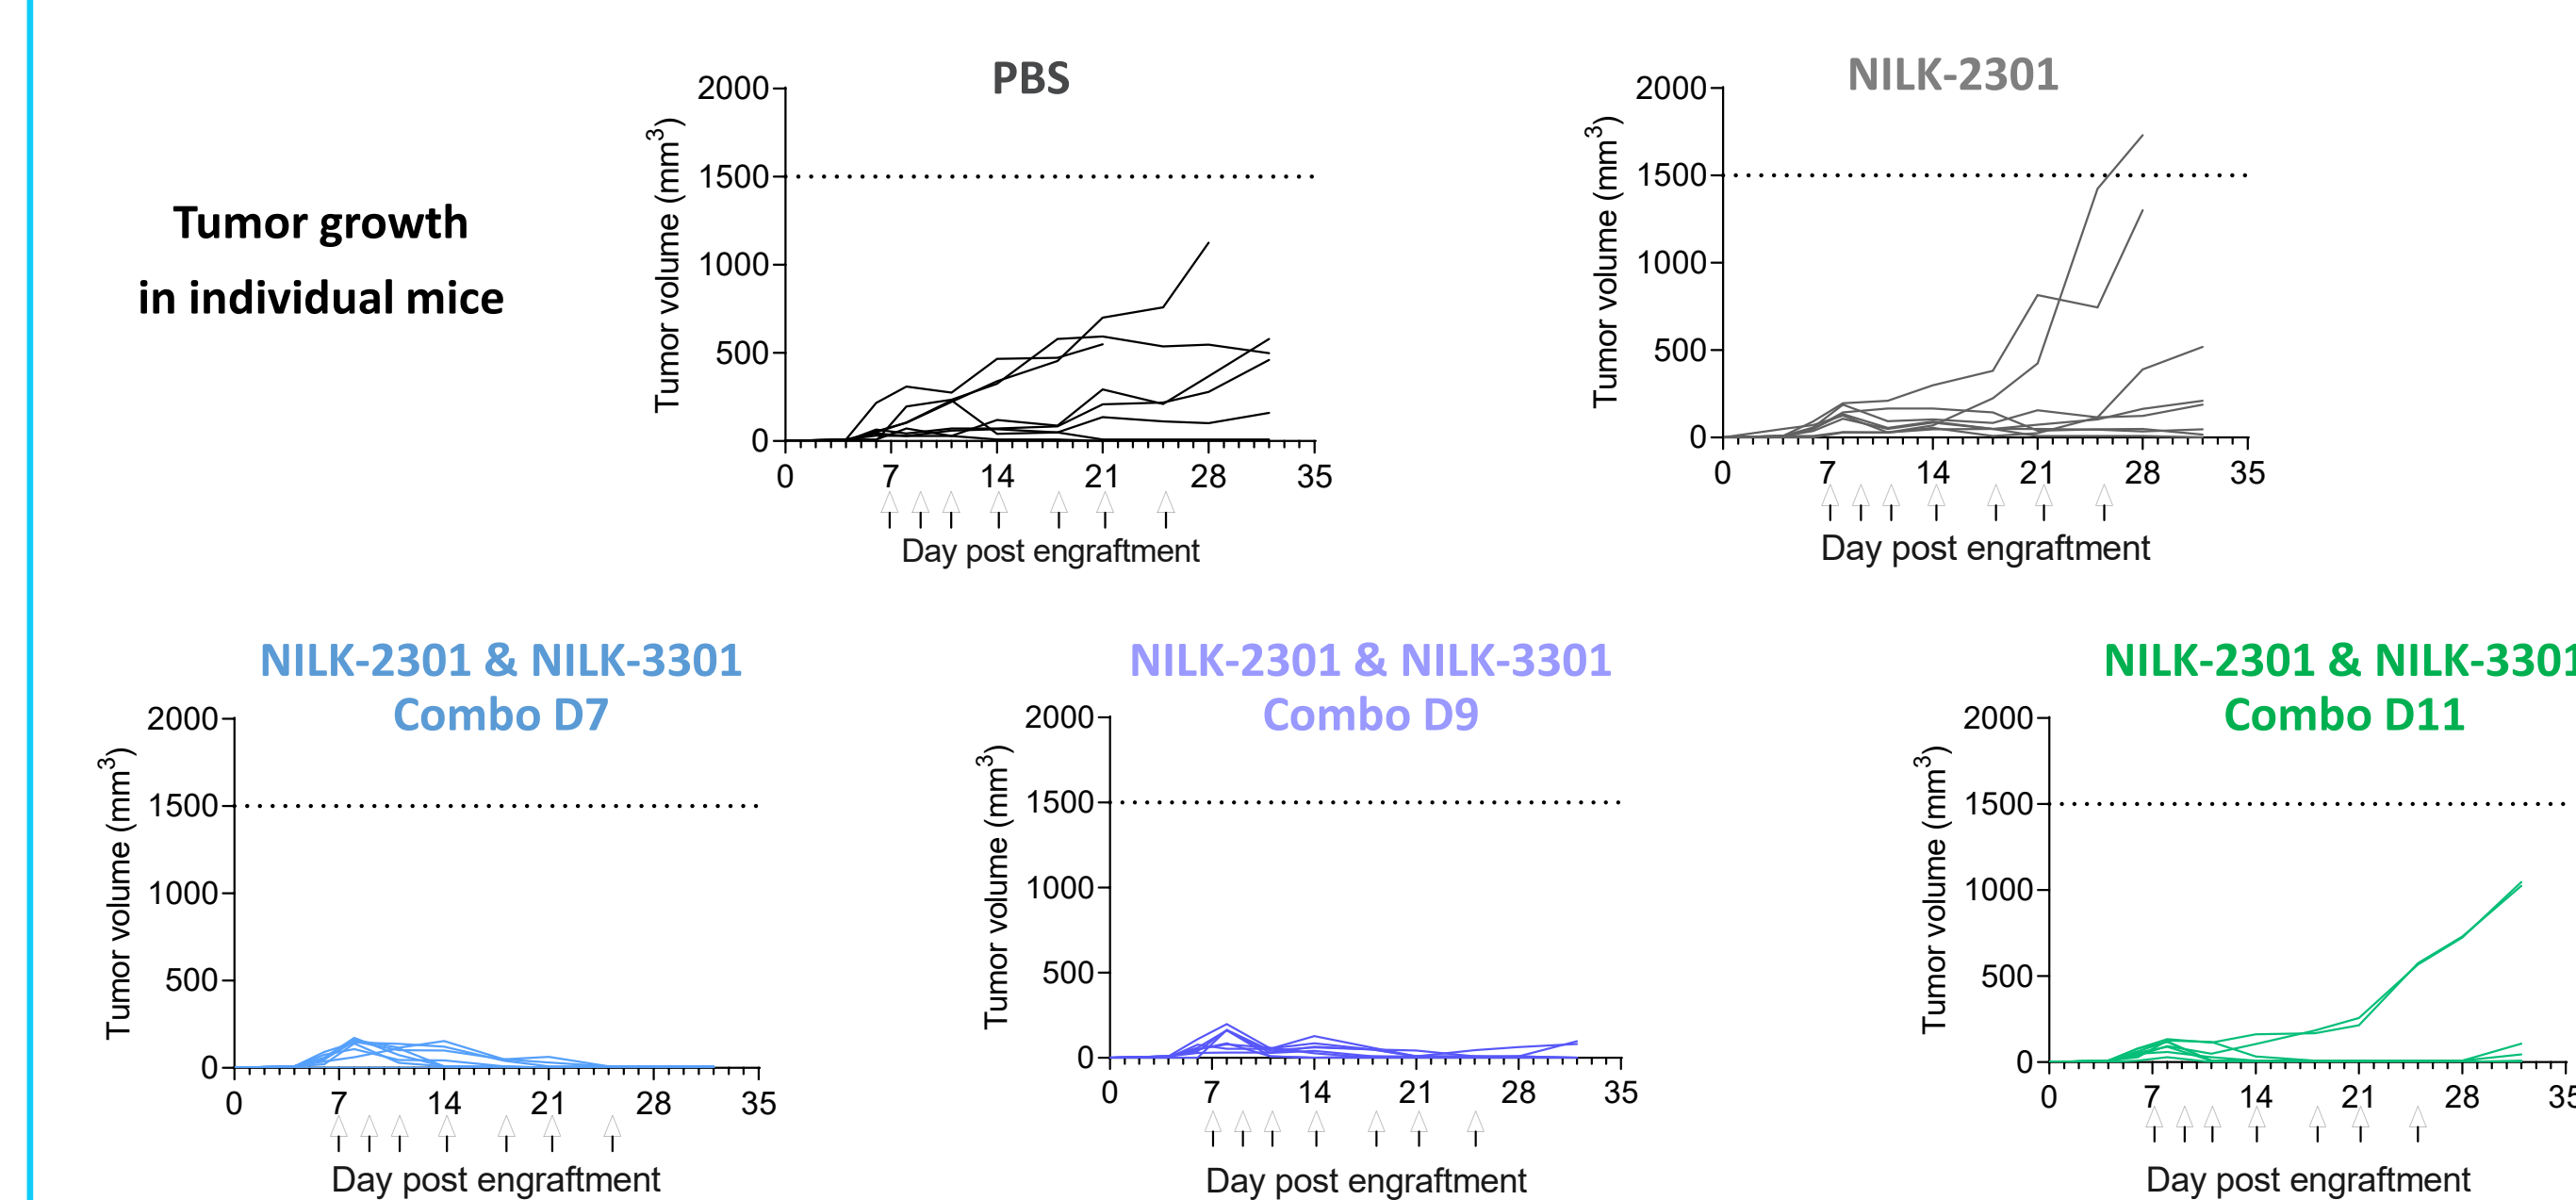 PBS
2000
1500
1000
500
0
Tumor volume (mm3)
0 7 14 21 28 35
Day post engraftment
NILK-2301
2000
1500
1000
500
0
Tumor volume (mm3)
0 7 14 21 28 35
Day post engraftment
Tumor growth
in individual mice
NILK-2301 & NILK-3301
Combo D7
2000
1500
1000
500
0
Tumor volume (mm3)
0 7 14 21 28 35
Day post engraftment
NILK-2301 & NILK-3301
Combo D9
2000
1500
1000
500
0
Tumor volume (mm3)
0 7 14 21 28 35
Day post engraftment
NILK-2301 & NILK-3301
Combo D11
2000
1500
1000
500
0
Tumor volume (mm3)
0 7 14 21 28 35
Day post engraftment